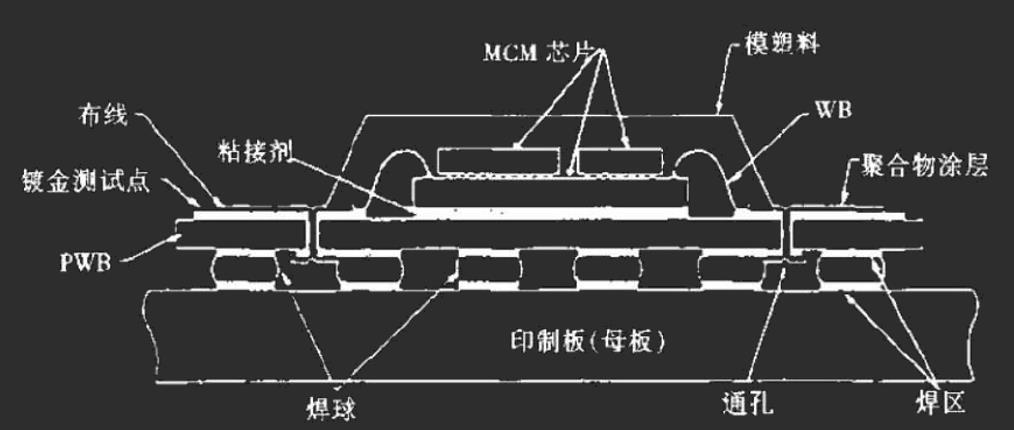 MCM 芯片
模塑料
布线
WB
粘接剂
镀金测试点
聚合物涂层
PWB
印制板(母板)
焊球
通孔
焊区